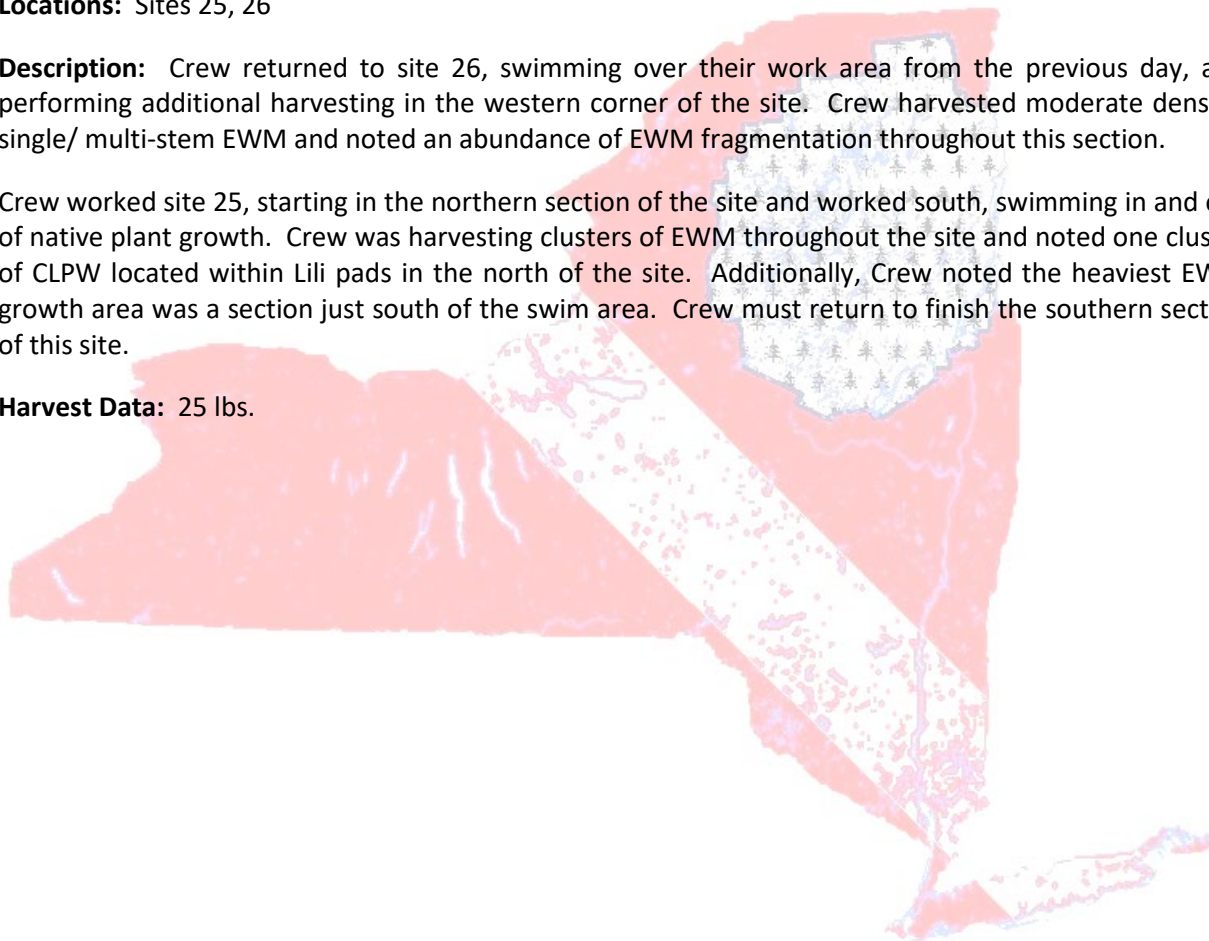 Locations: Sites 25, 26
Description: Crew returned to site 26, swimming over their work area from the previous day, a
performing additional harvesting in the western corner of the site. Crew harvested moderate dens
single/ multi-stem EWM and noted an abundance of EWM fragmentation throughout this section.
Crew worked site 25, starting in the northern section of the site and worked south, swimming in and
of native plant growth. Crew was harvesting clusters of EWM throughout the site and noted one clus
of CLPW located within Lili pads in the north of the site. Additionally, Crew noted the heaviest EW
growth area was a section just south of the swim area. Crew must return to finish the southern sect
of this site.
Harvest Data: 25 lbs.